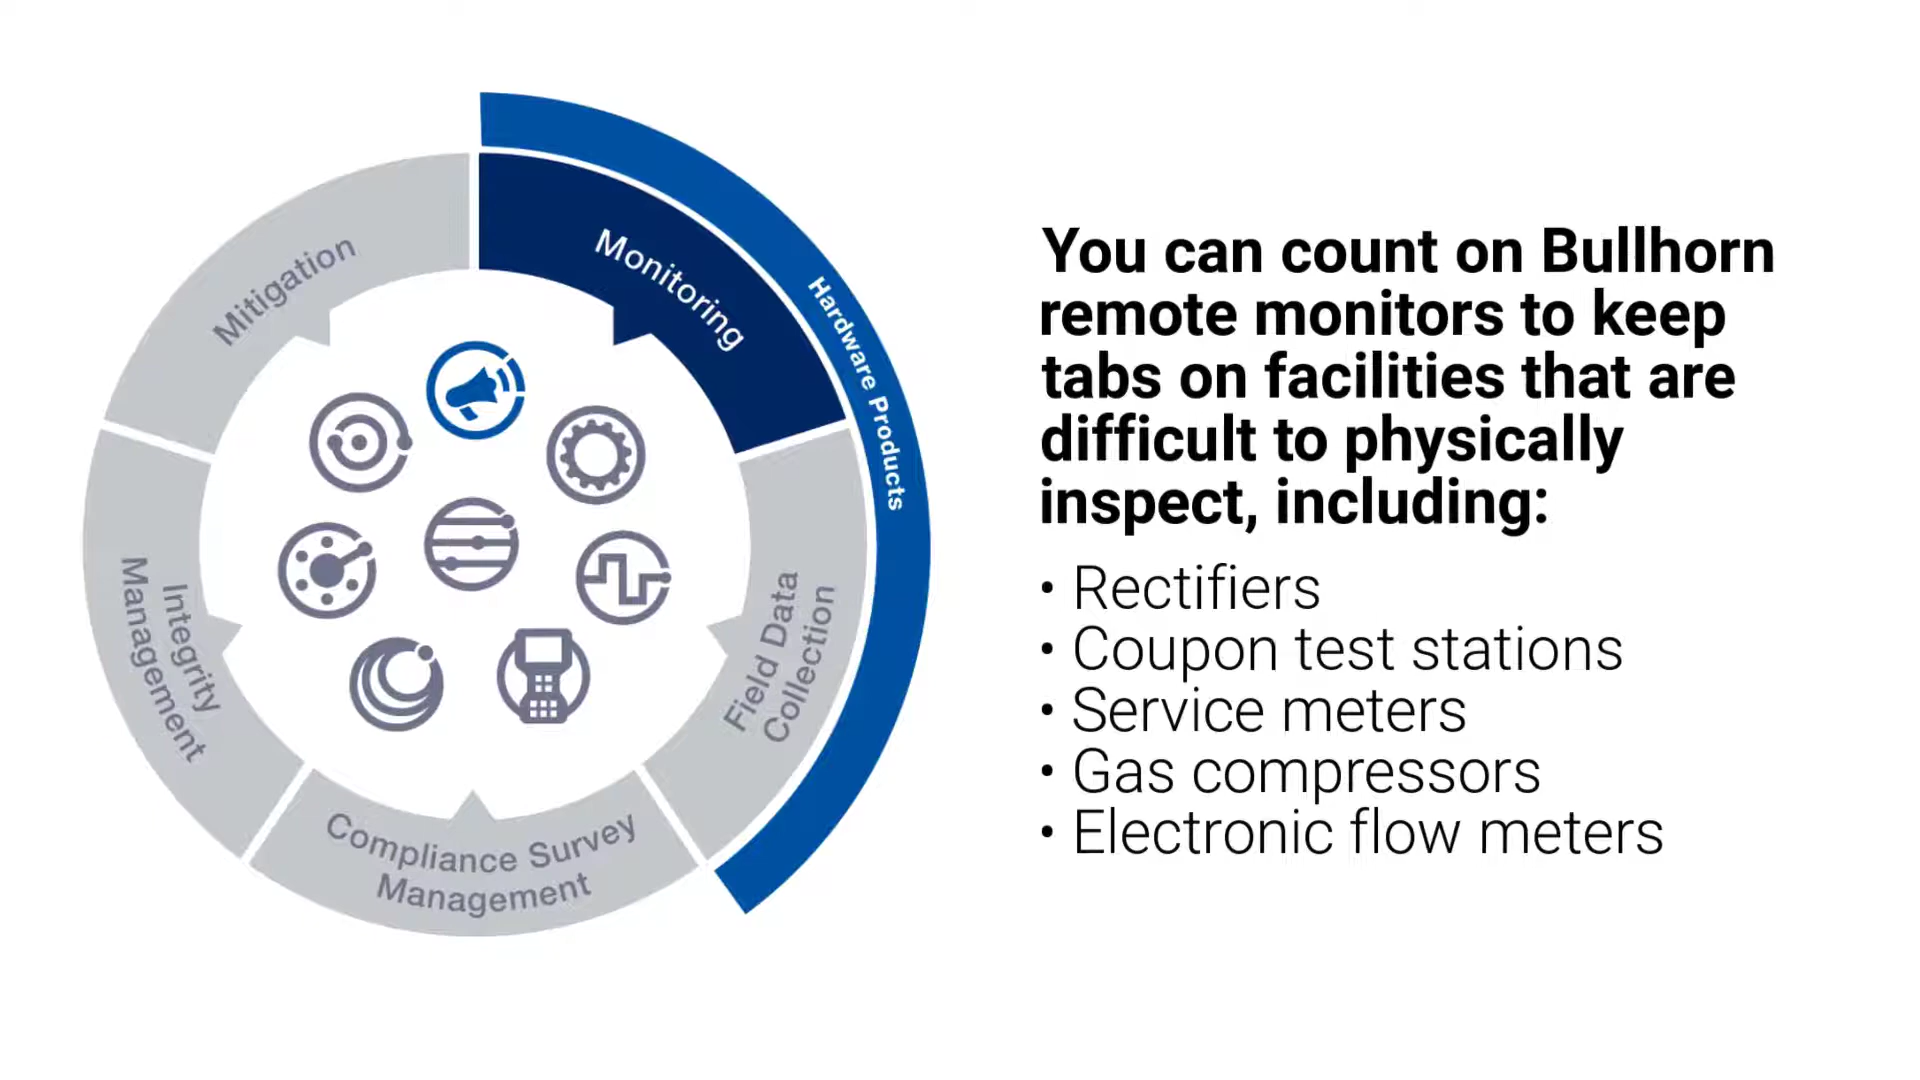 Mitigation
Monitoring
Hardware Products
Integrity
Management
Field Data
Collection
Compliance Survey
Management
You can count on Bullhorn
remote monitors to keep
tabs on facilities that are
difficult to physically
inspect, including:
• Rectifiers
• Coupon test stations
• Service meters
• Gas compressors
• Electronic flow meters